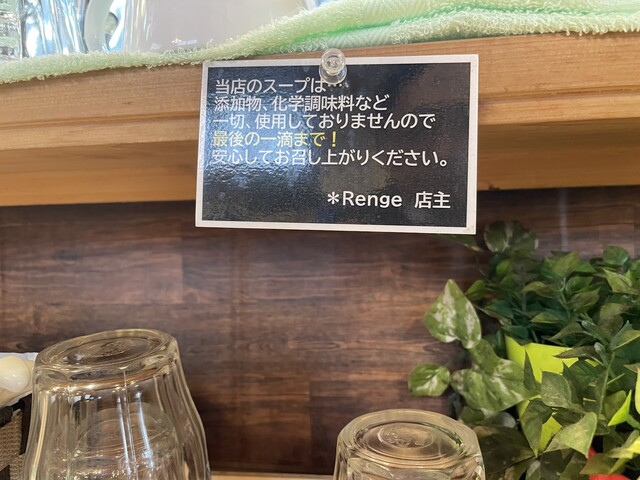 当店のスープは…
添加物、化学調味料など
一切、使用しておりませんので
最後の一滴まで！
安心してお召し上がりください。
＊Renge 店主